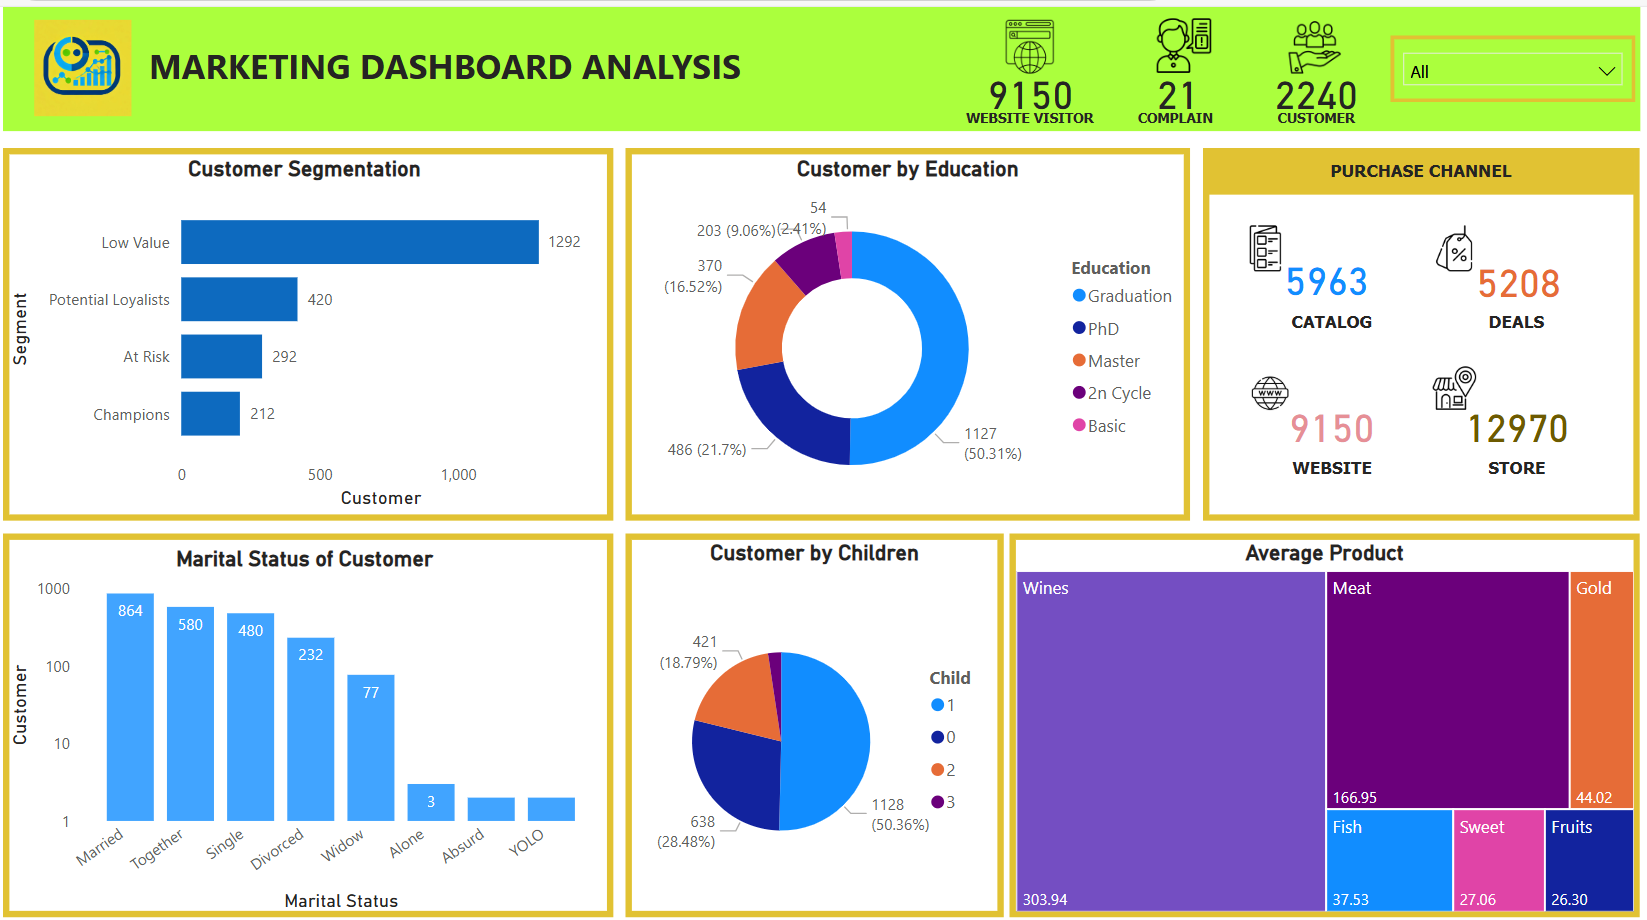 MARKETING DASHBOARD ANALYSIS
9150
WEBSITE VISITOR
21
COMPLAIN
2240
CUSTOMER
All
Customer Segmentation
Segment
Low Value
1292
Potential Loyalists
420
At Risk
292
Champions
212
0
500
1,000
Customer
Customer by Education
54
(2.41%)
203 (9.06%)
370
(16.52%)
486 (21.7%)
1127
(50.31%)
Education
Graduation
PhD
Master
2n Cycle
Basic
PURCHASE CHANNEL
5963
CATALOG
5208
DEALS
WWW
9150
WEBSITE
12970
STORE
Marital Status of Customer
Customer
1000
100
10
1
864
580
480
232
77
3
Married
Together
Single
Divorced
Widow
Alone
Absurd
YOLO
Marital Status
Customer by Children
421
(18.79%)
638
(28.48%)
1128
(50.36%)
Child
1
0
2
3
Average Product
Wines
303.94
Meat
166.95
Gold
44.02
Fish
37.53
Sweet
27.06
Fruits
26.30